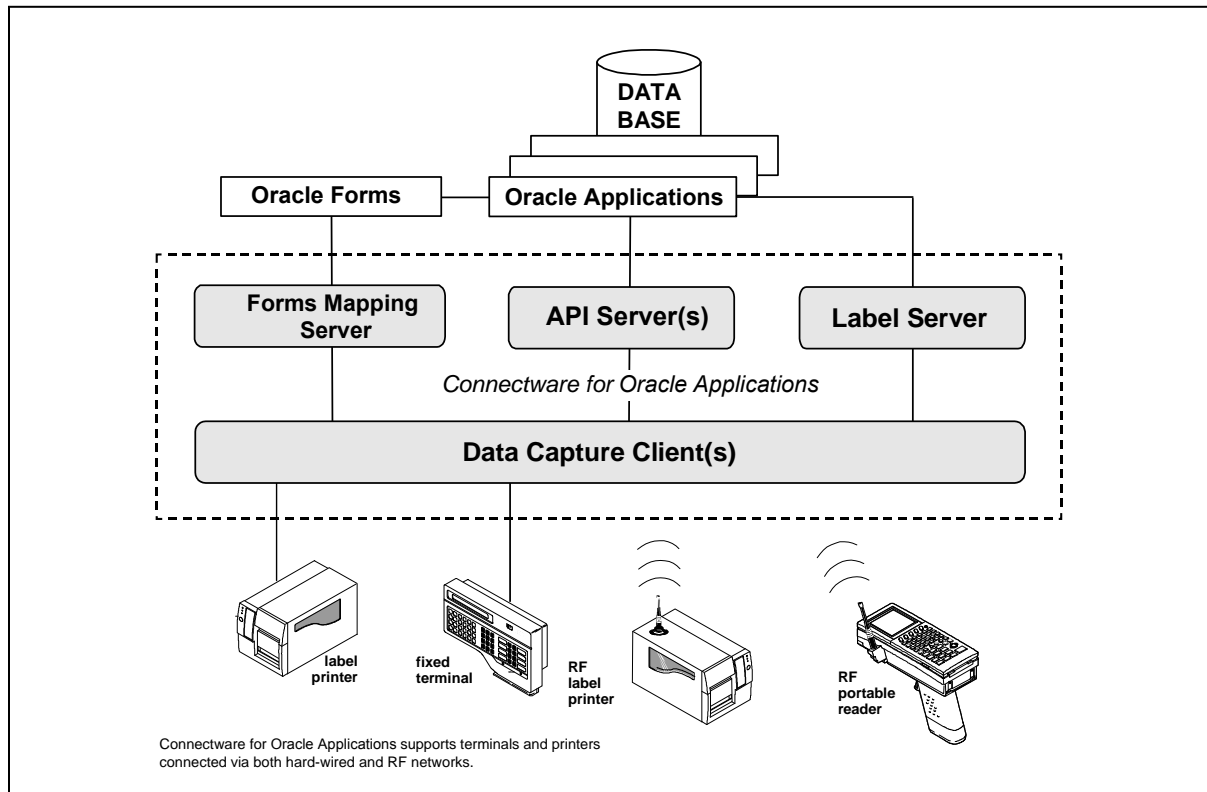 DATA
BASE
Oracle Forms
Oracle Applications
Forms Mapping
Server
API Server(s)
Label Server
Connectware for Oracle Applications
Data Capture Client(s)
label
printer
fixed
terminal
RF
label
printer
RF
portable
reader
Connectware for Oracle Applications supports terminals and printers
connected via both hard-wired and RF networks.